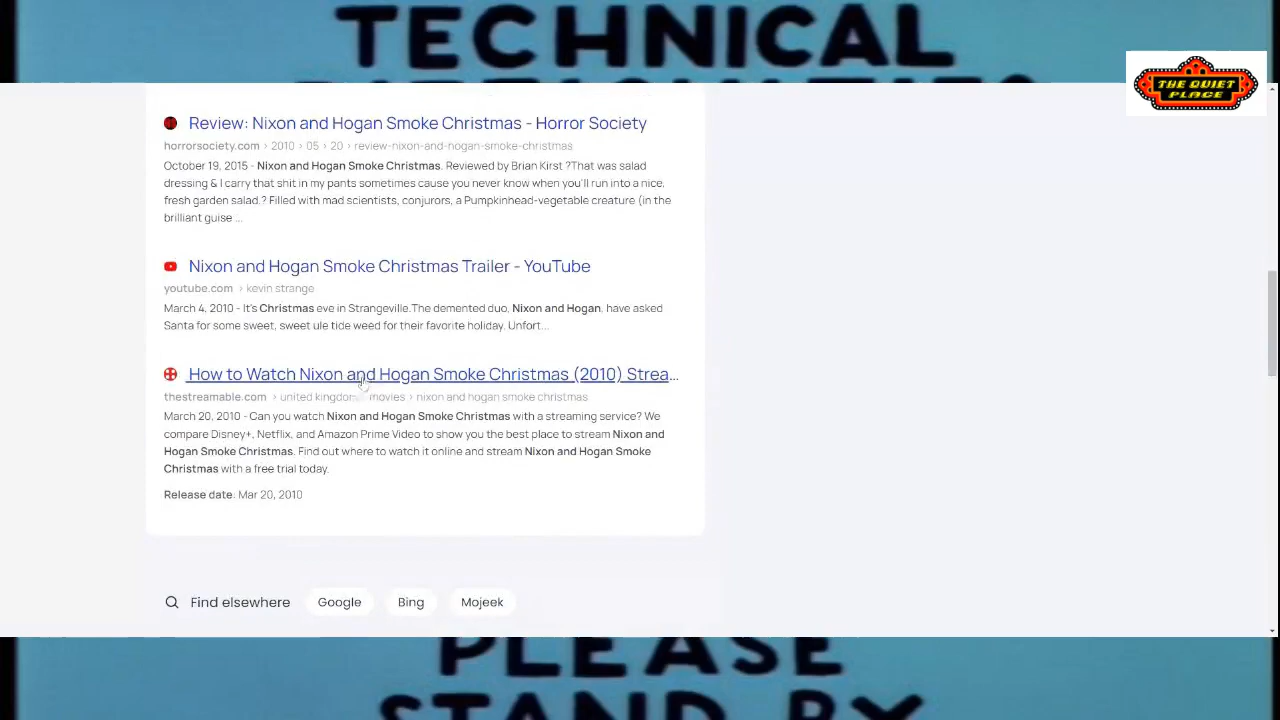 TECHNICAL
THE QUIET
PLACE
Review: Nixon and Hogan Smoke Christmas - Horror Society
horrorsociety.com › 2010 › 05 › 20 › review-nixon-and-hogan-smoke-christmas
October 19, 2015 - Nixon and Hogan Smoke Christmas. Reviewed by Brian Kirst ?That was salad
dressing & I carry that shit in my pants sometimes cause you never know when you'll run into a nice,
fresh garden salad.? Filled with mad scientists, conjurors, a Pumpkinhead-vegetable creature (in the
brilliant guise ...
Nixon and Hogan Smoke Christmas Trailer - YouTube
youtube.com › kevin strange
March 4, 2010 - It's Christmas eve in Strangeville.The demented duo, Nixon and Hogan, have asked
Santa for some sweet, sweet ule tide weed for their favorite holiday. Unfort...
How to Watch Nixon and Hogan Smoke Christmas (2010) Strea...
thestreamable.com › united kingdom › movies › nixon and hogan smoke christmas
March 20, 2010 - Can you watch Nixon and Hogan Smoke Christmas with a streaming service? We
compare Disney+, Netflix, and Amazon Prime Video to show you the best place to stream Nixon and
Hogan Smoke Christmas. Find out where to watch it online and stream Nixon and Hogan Smoke
Christmas with a free trial today.
Release date: Mar 20, 2010
Find elsewhere Google Bing Mojeek
PLEASE
STAND BY